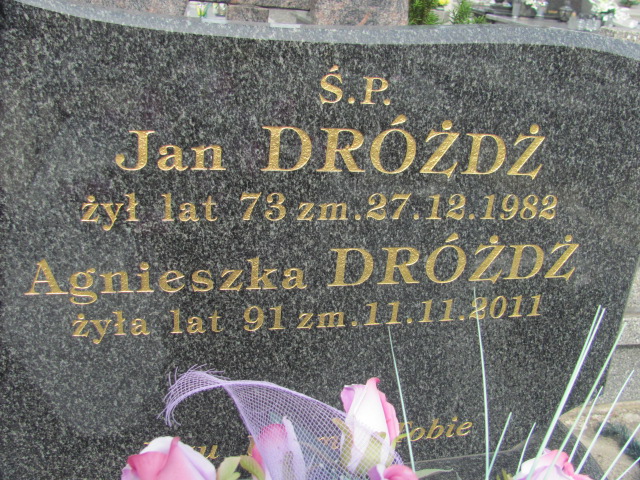 Ś.P.
Jan DRÓŻDŻ
żył lat 73 zm.27.12.1982
Agnieszka DRÓŻDŻ
żyła lat 91 zm.11.11.2011